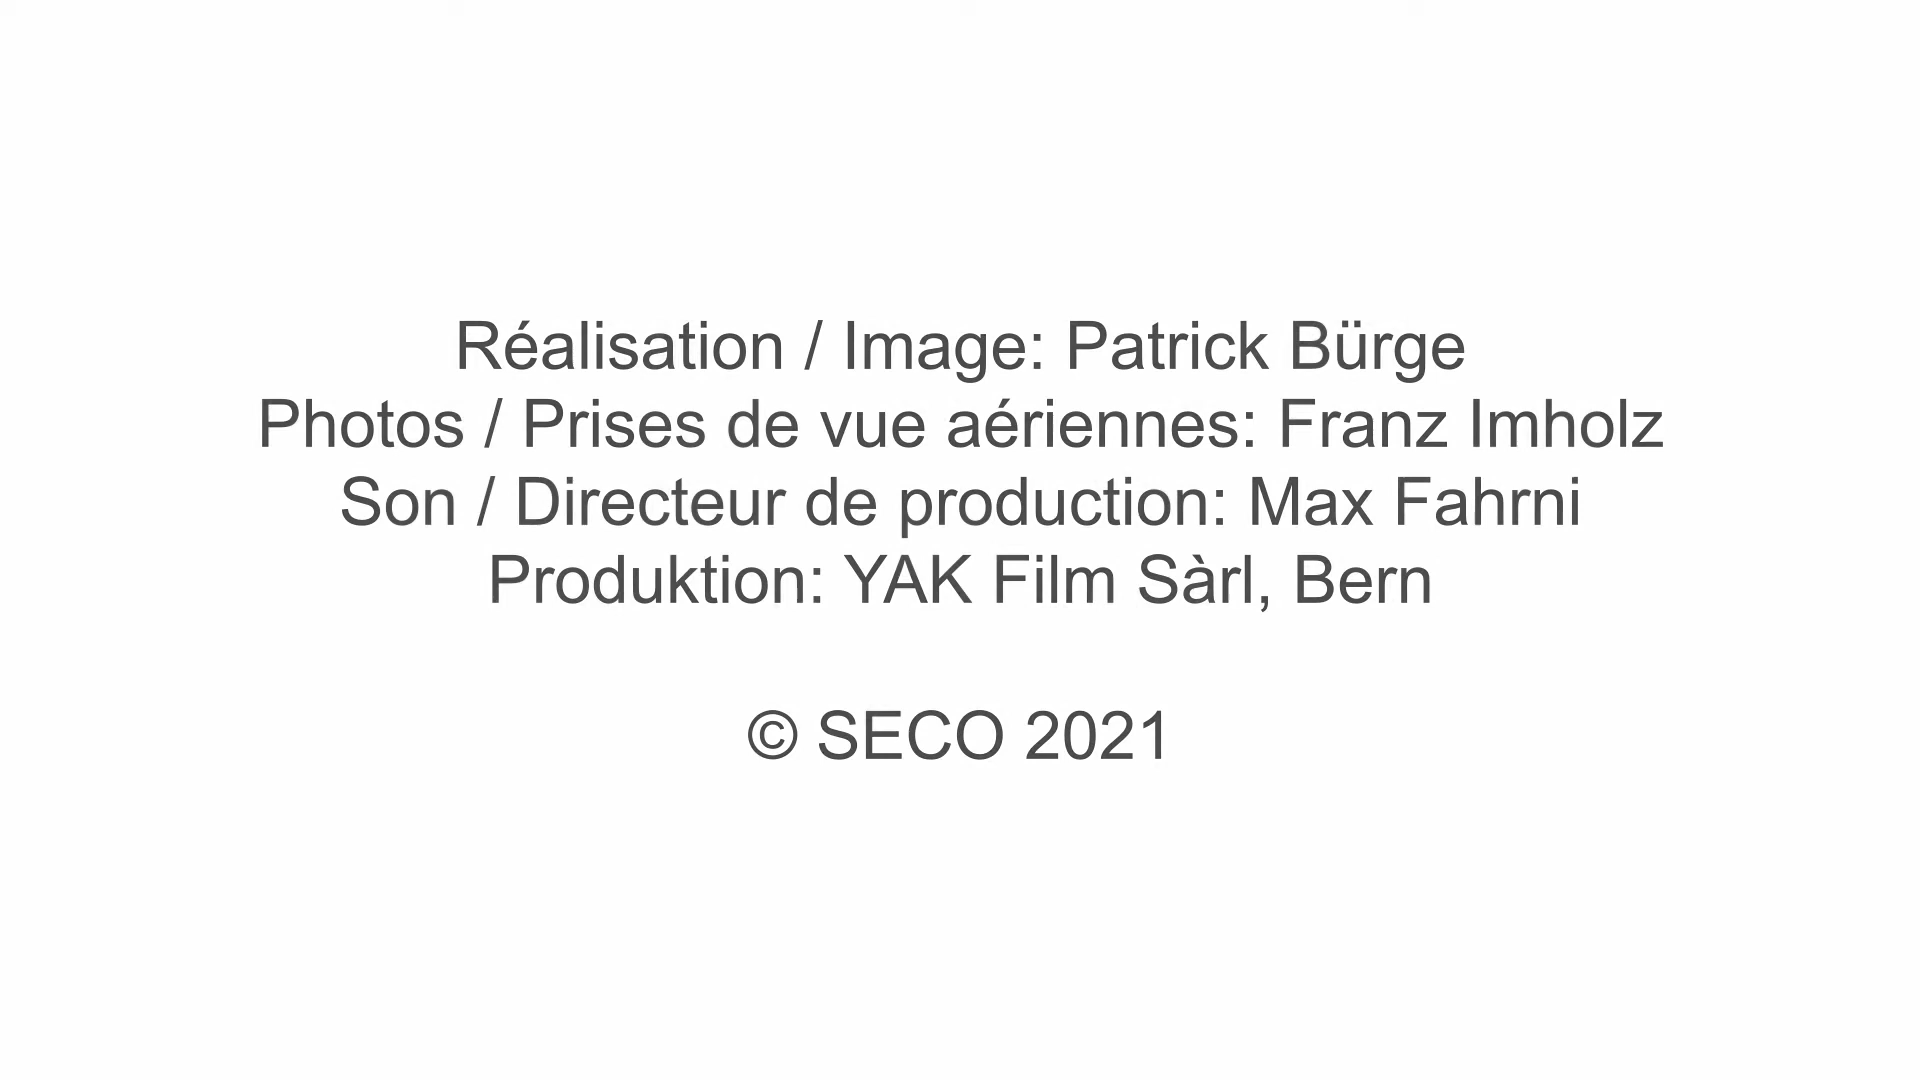 Réalisation / Image: Patrick Bürge
Photos / Prises de vue aériennes: Franz Imholz
Son / Directeur de production: Max Fahrni
Produktion: YAK Film Sàrl, Bern
© SECO 2021